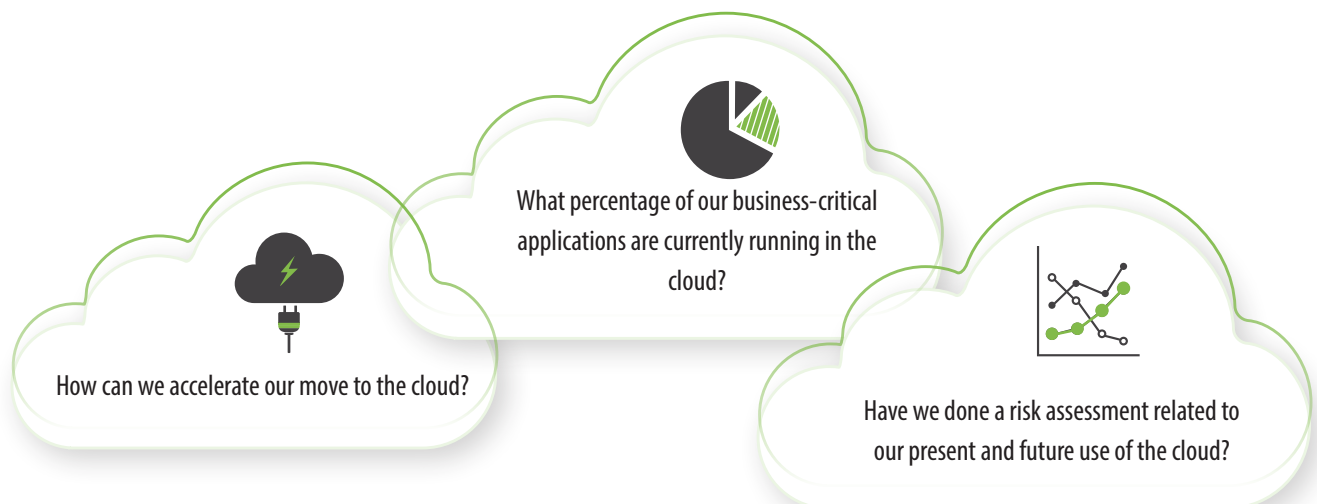 How can we accelerate our move to the cloud?
What percentage of our business-critical
applications are currently running in the
cloud?
Have we done a risk assessment related to
our present and future use of the cloud?